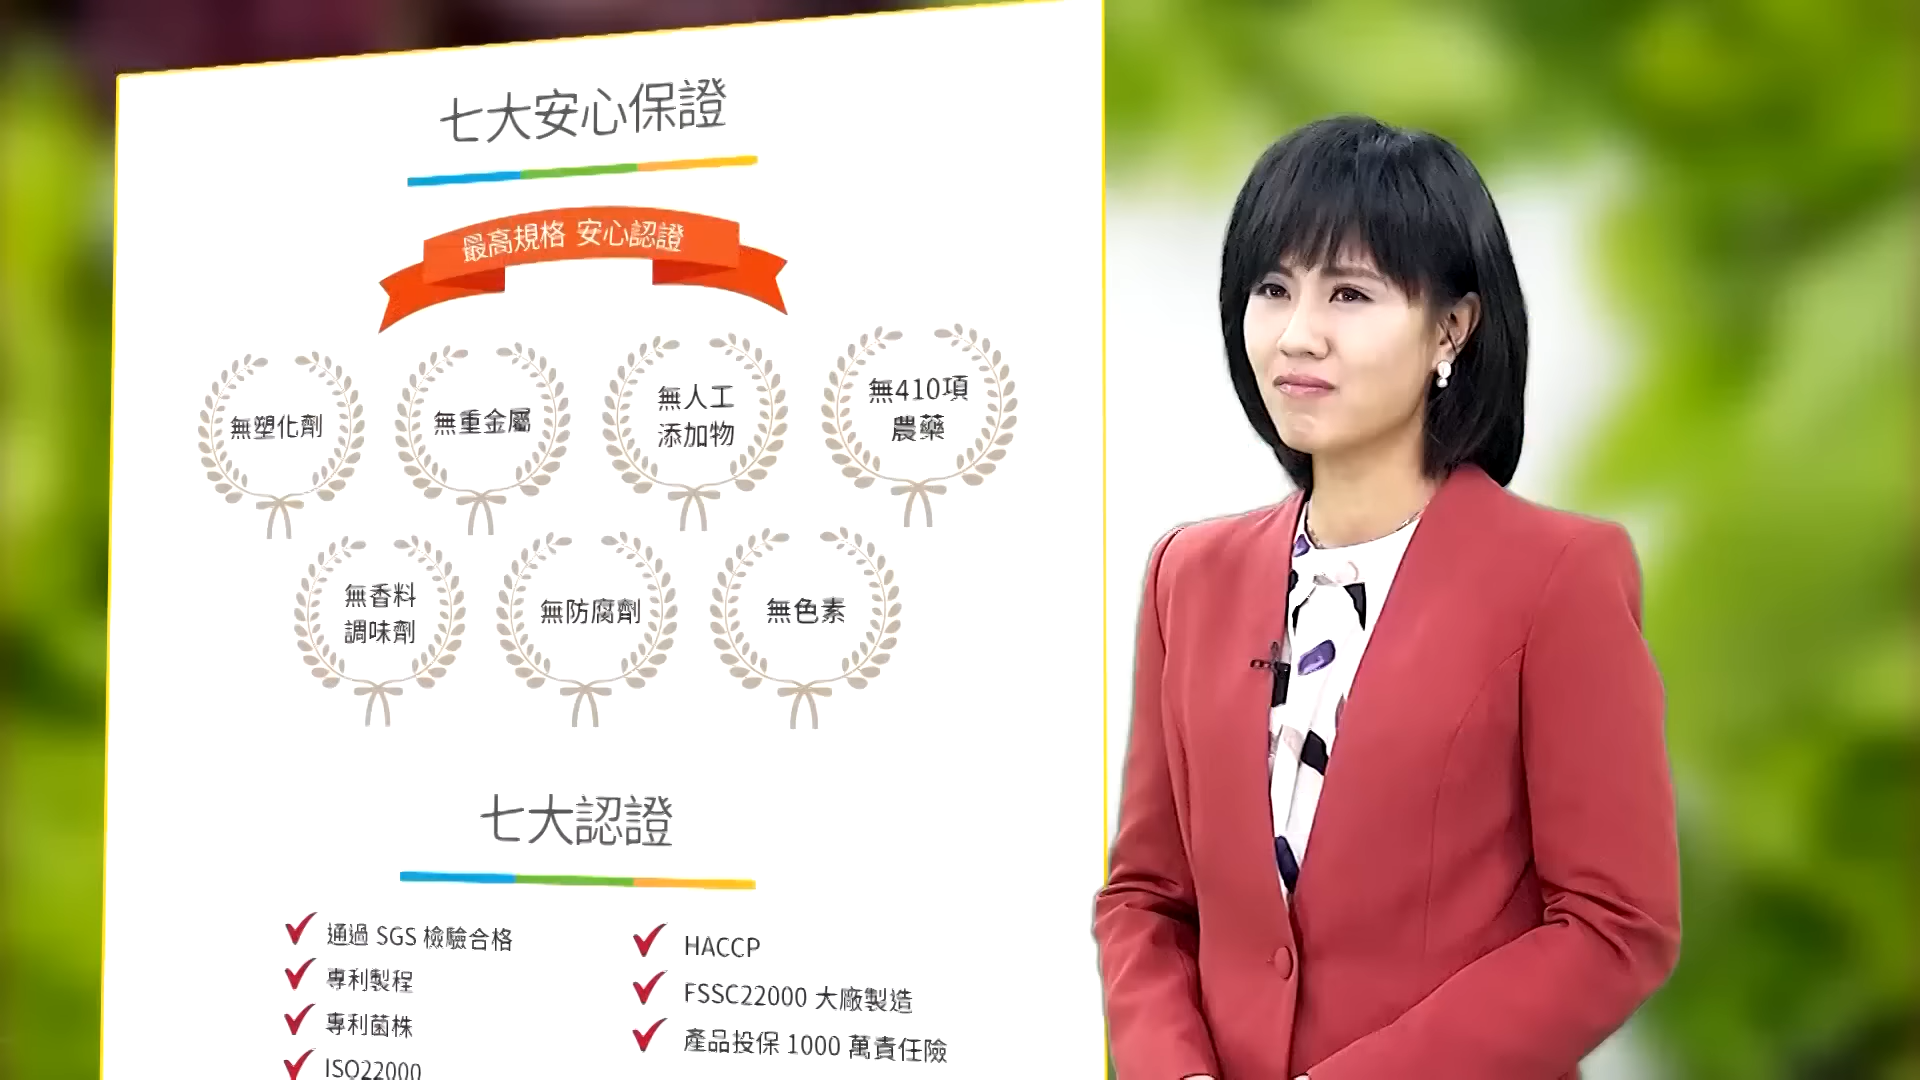 七大安心保證
最高規格 安心認證
無塑化劑
無重金屬
無人工
添加物
無410項
農藥
無香料
調味劑
無防腐劑
無色素
七大認證
通過 SGS 檢驗合格
專利製程
專利菌株
ISO22000
HACCP
FSSC22000 大廠製造
產品投保 1000 萬責任險